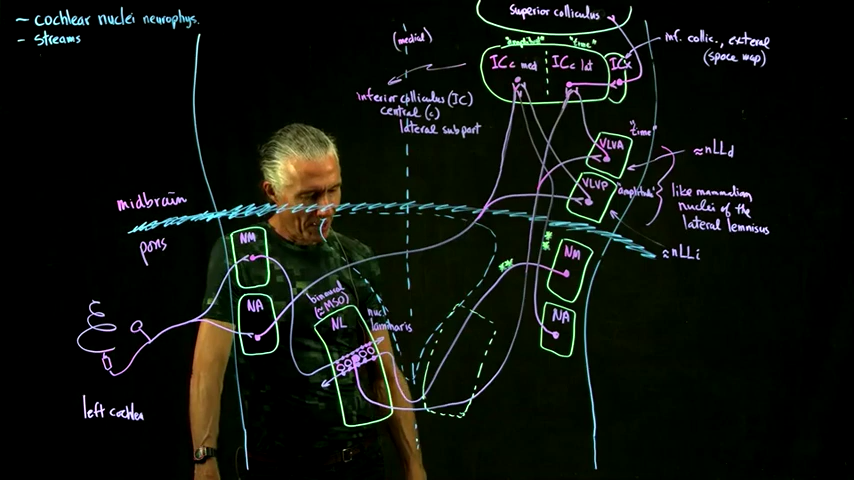 ~ cochlear nuclei neurophys.
- streams
(medial)
superior colliculus
"amplitud" "time"
ICc med
ICc lat
ICx
inf. collic., external
(space map)
inferior colliculus (IC)
central (c)
lateral subpart
"time"
VLVA
≈nLLd
VLVP
"amplitude"
like mammalian
nuclei of the
lateral lemniscus
≈nLLi
midbrain
pons
NM
NA
binaural
(≈MSO)
NL
nucl
laminaris
NM
NA
left cochlea